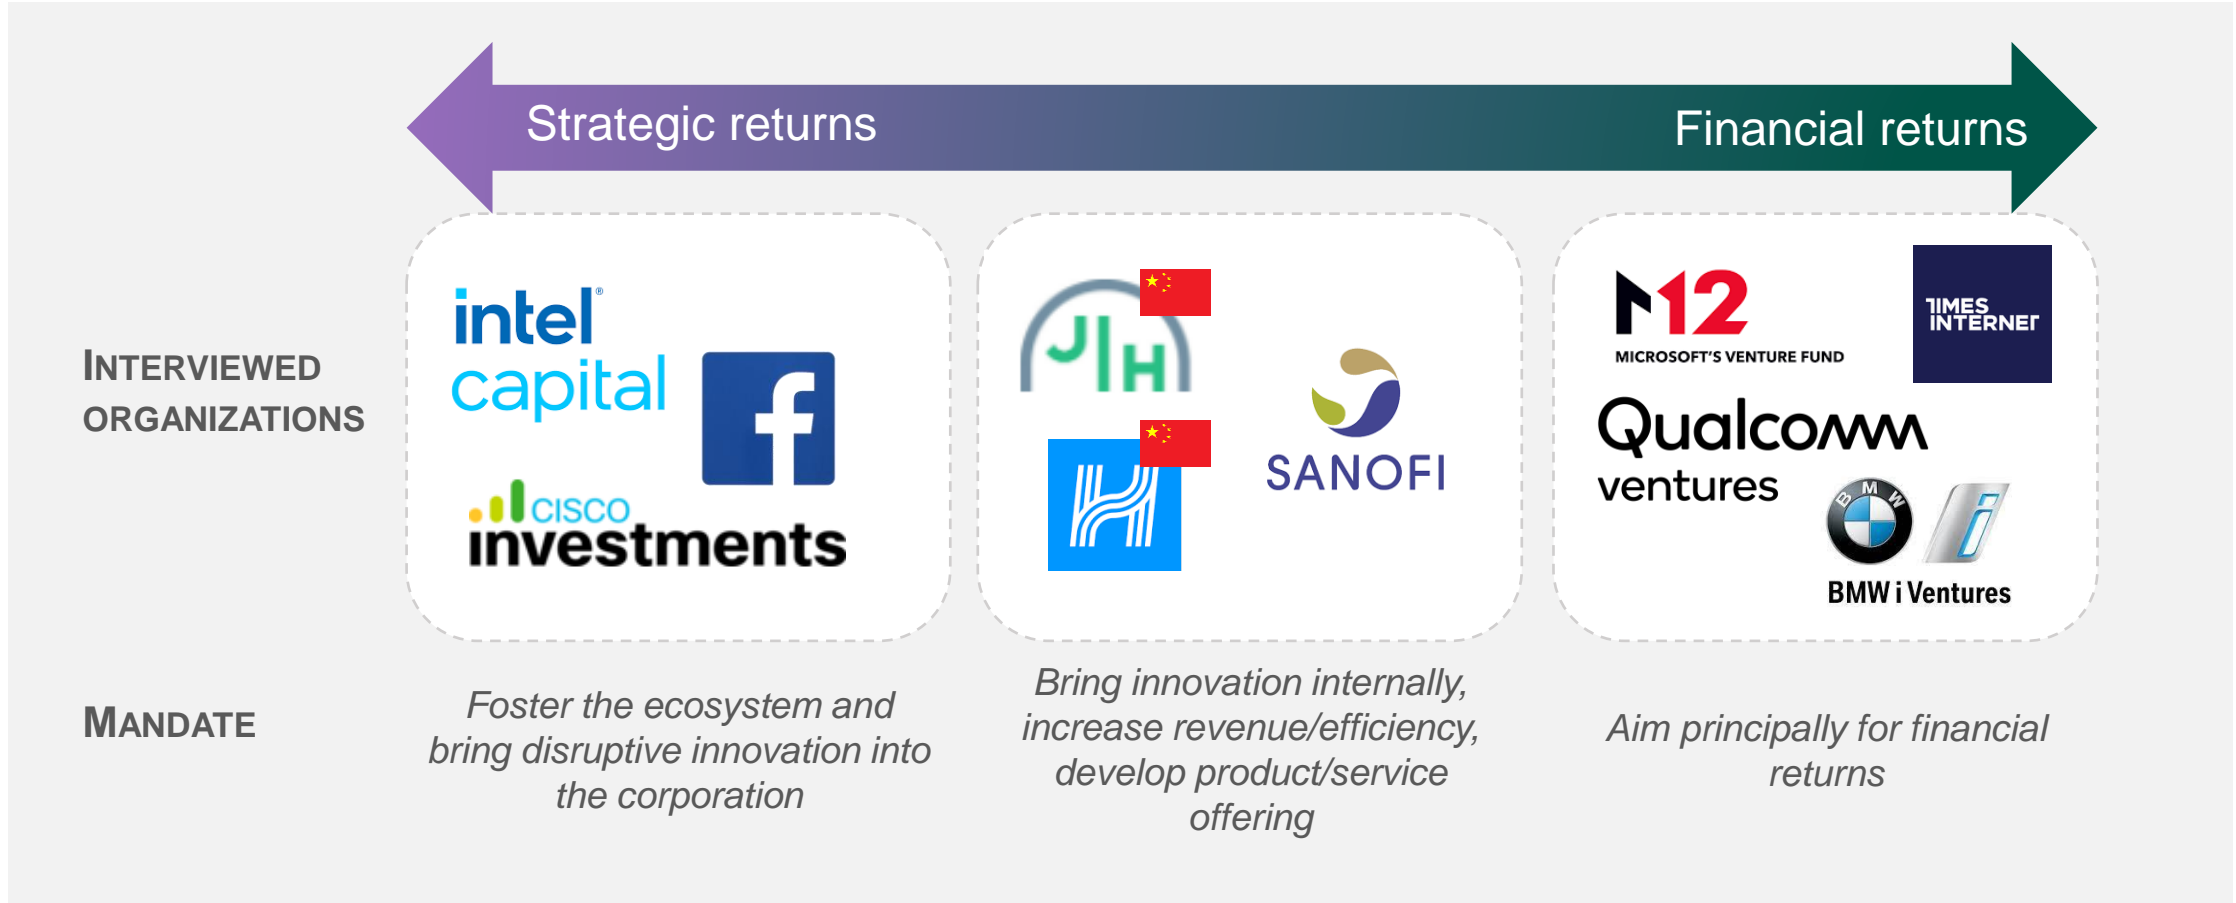 Strategic returns
Financial returns
INTERVIEWED
ORGANIZATIONS
intel®
capital
f
CISCO
investments
JIH
H
SANOFI
M12
MICROSOFT'S VENTURE FUND
TIMES
INTERNET
Qualcomm
ventures
BMW
i
BMW i Ventures
MANDATE
Foster the ecosystem and
bring disruptive innovation into
the corporation
Bring innovation internally,
increase revenue/efficiency,
develop product/service
offering
Aim principally for financial
returns